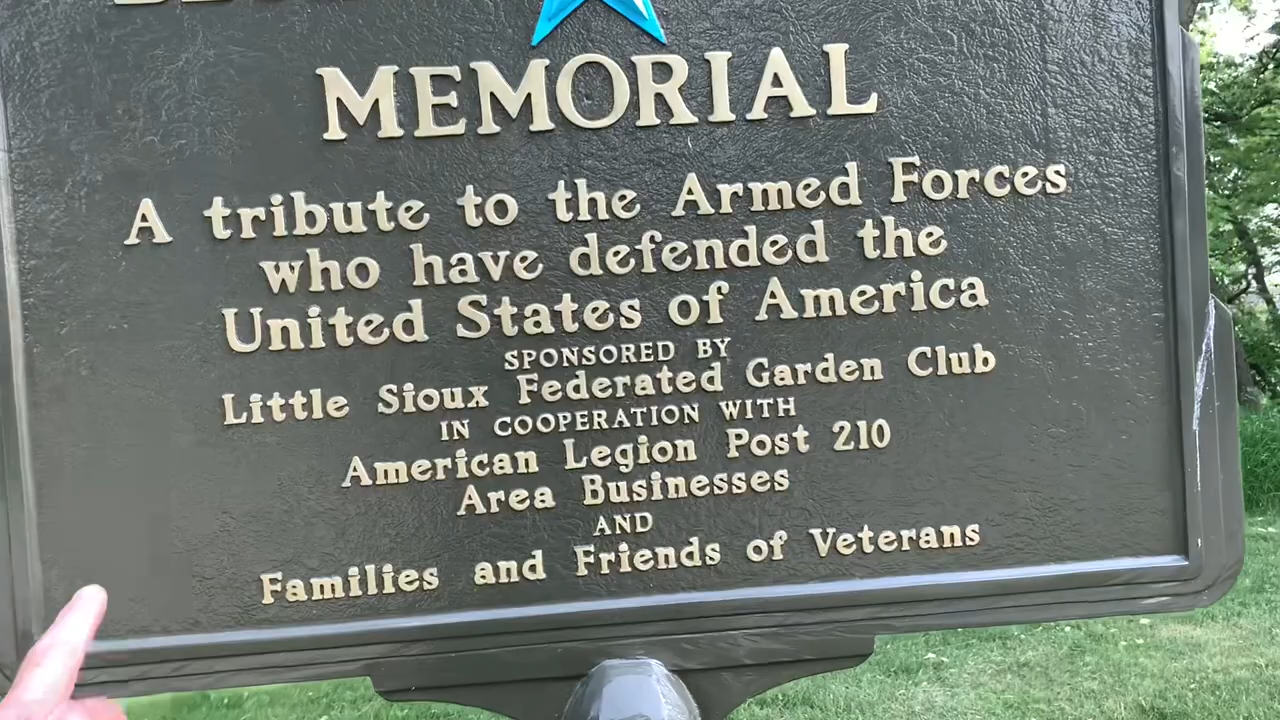 MEMORIAL
A tribute to the Armed Forces
who have defended the
United States of America
SPONSORED BY
Little Sioux Federated Garden Club
IN COOPERATION WITH
American Legion Post 210
Area Businesses
AND
Families and Friends of Veterans